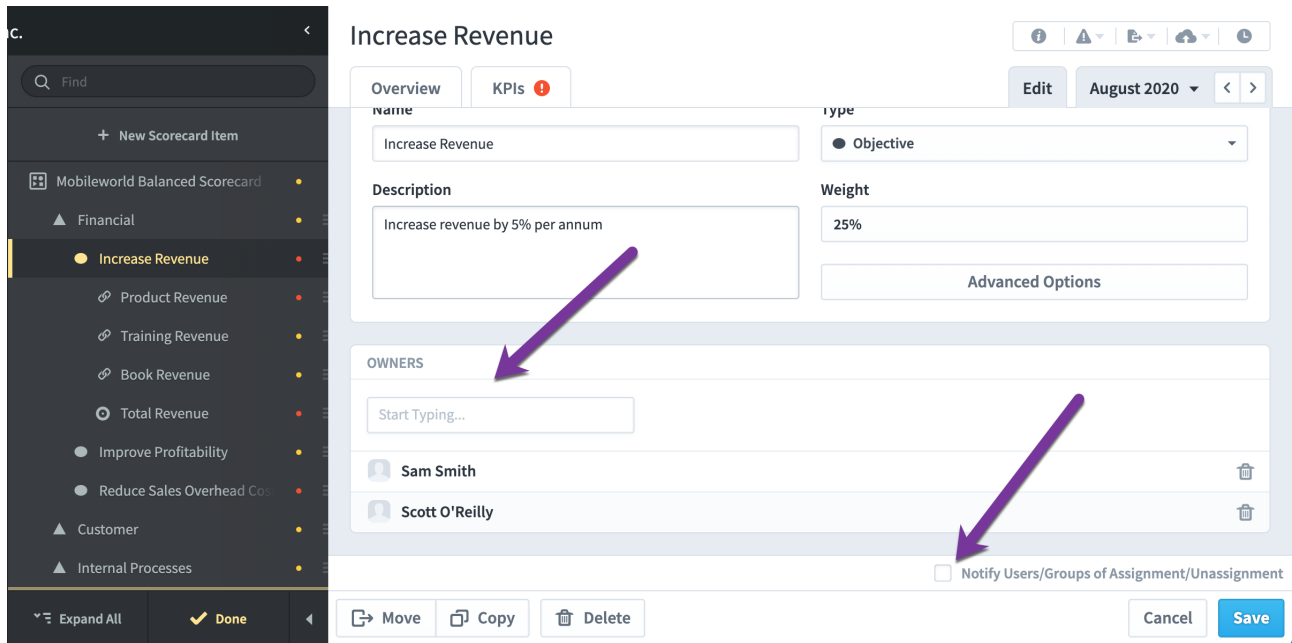 nc.
Find
+ New Scorecard Item
Mobileworld Balanced Scorecard
Financial
Increase Revenue
Product Revenue
Training Revenue
Book Revenue
Total Revenue
Improve Profitability
Reduce Sales Overhead Cos
Customer
Internal Processes
Expand All
Done
Increase Revenue
Overview
KPIs
Edit
August 2020
Name
Increase Revenue
Type
Objective
Description
Increase revenue by 5% per annum
Weight
25%
Advanced Options
OWNERS
Start Typing...
Sam Smith
Scott O'Reilly
Notify Users/Groups of Assignment/Unassignment
Move
Copy
Delete
Cancel
Save